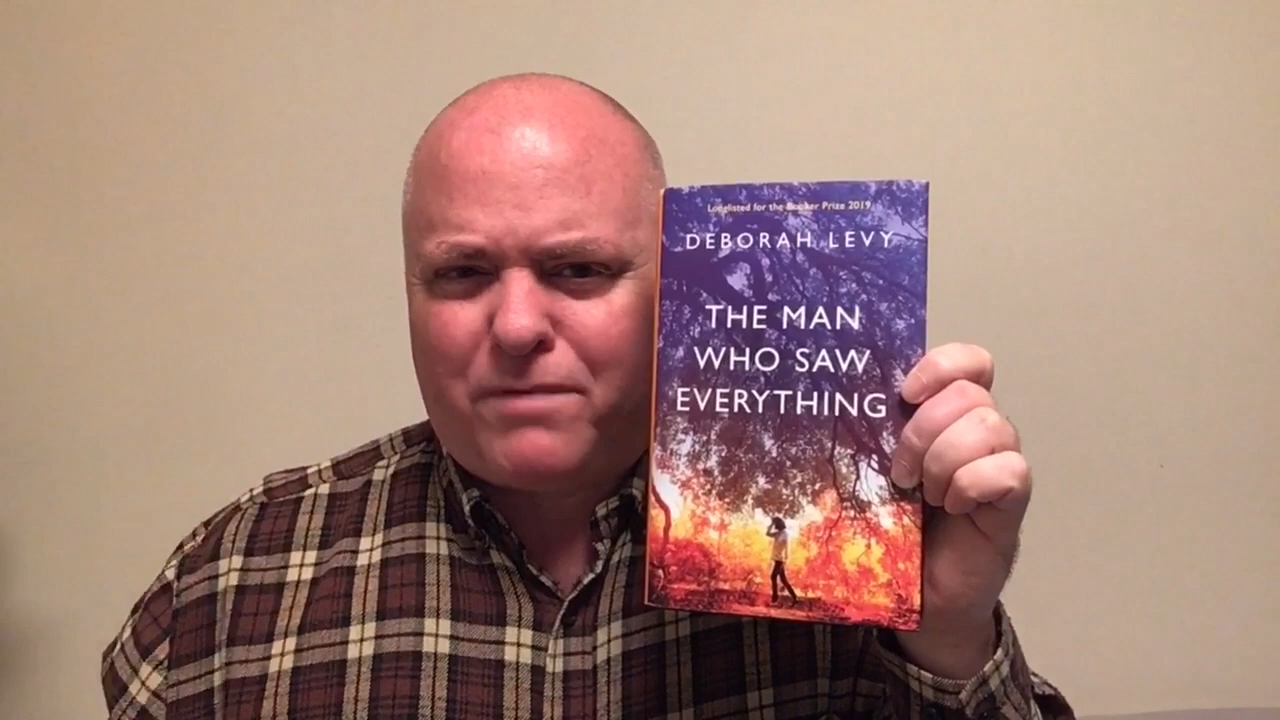 Longlisted for the Booker Prize 2019
DEBORAH LEVY
THE MAN
WHO SAW
EVERYTHING